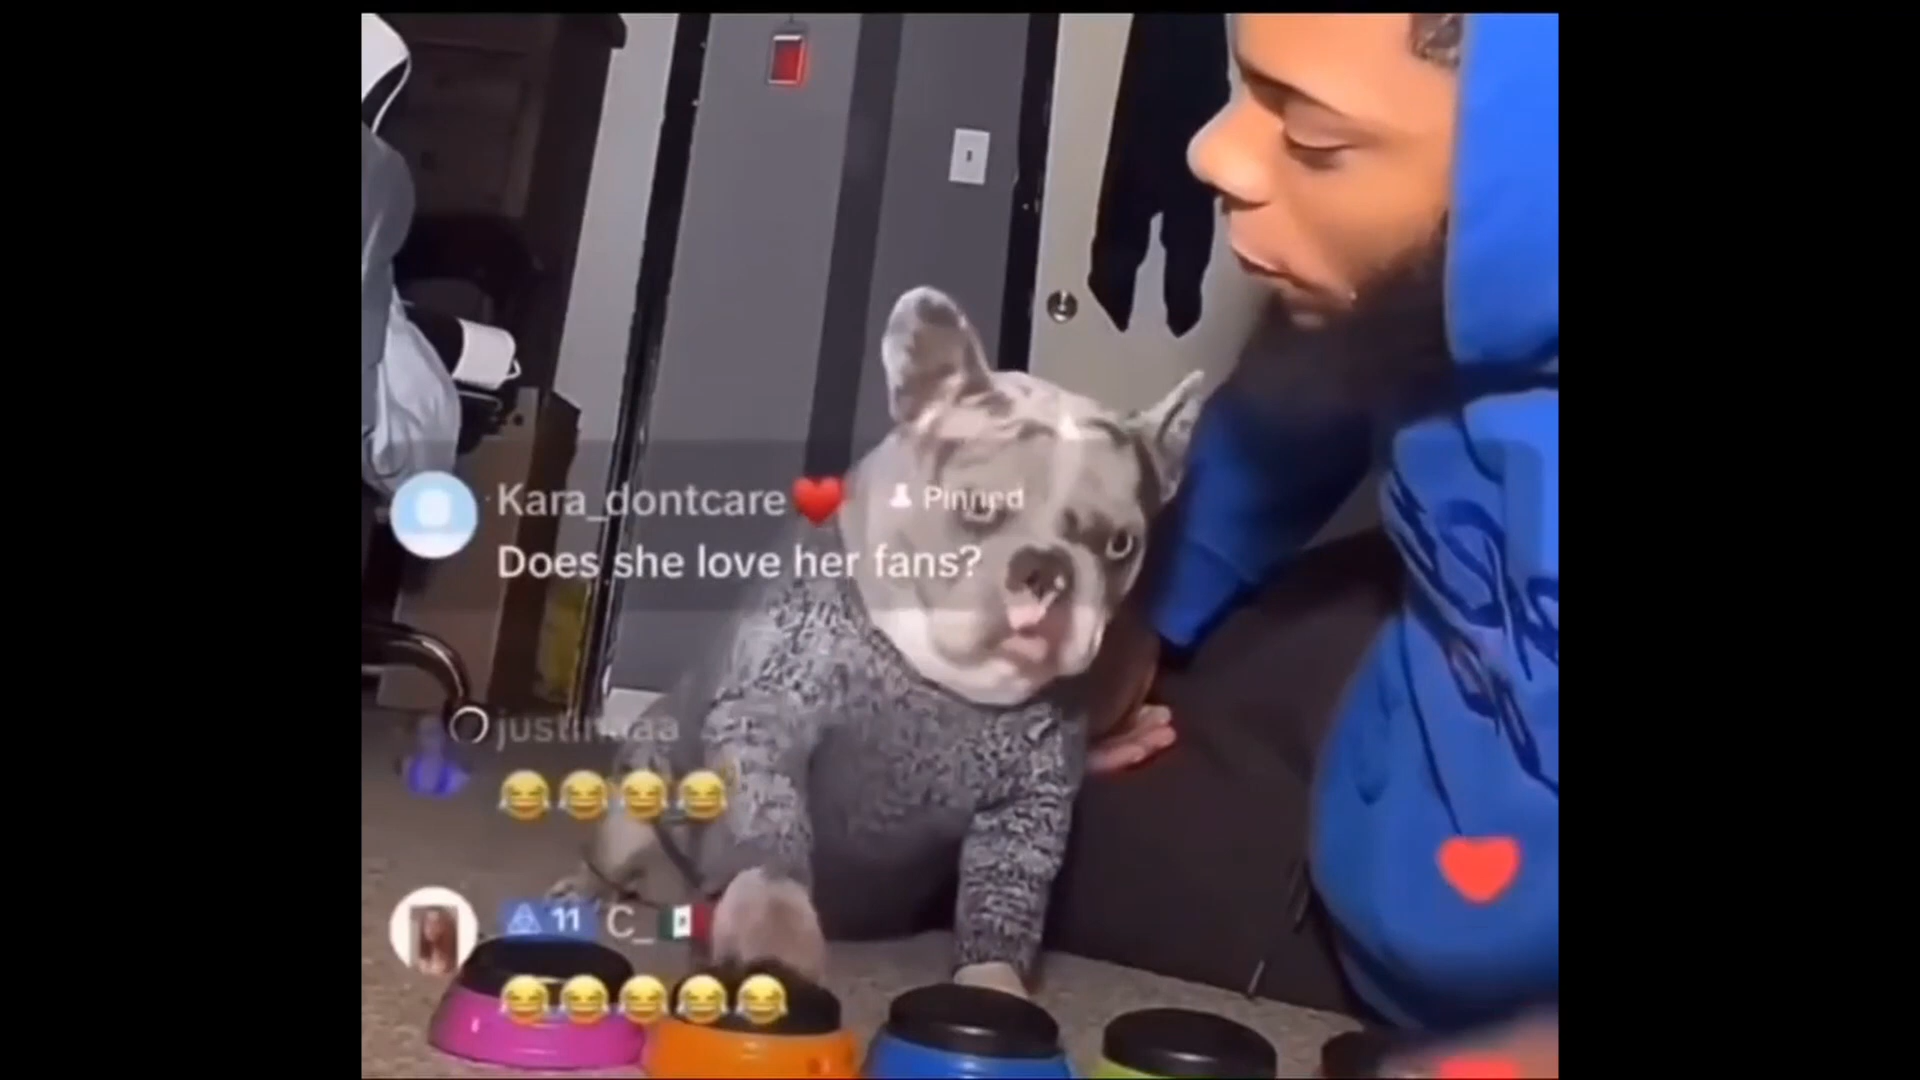 Kara_dontcare❤️ Pinned
Does she love her fans?
😂😂😂😂
11 C_🇲🇽
😂😂😂😂😂